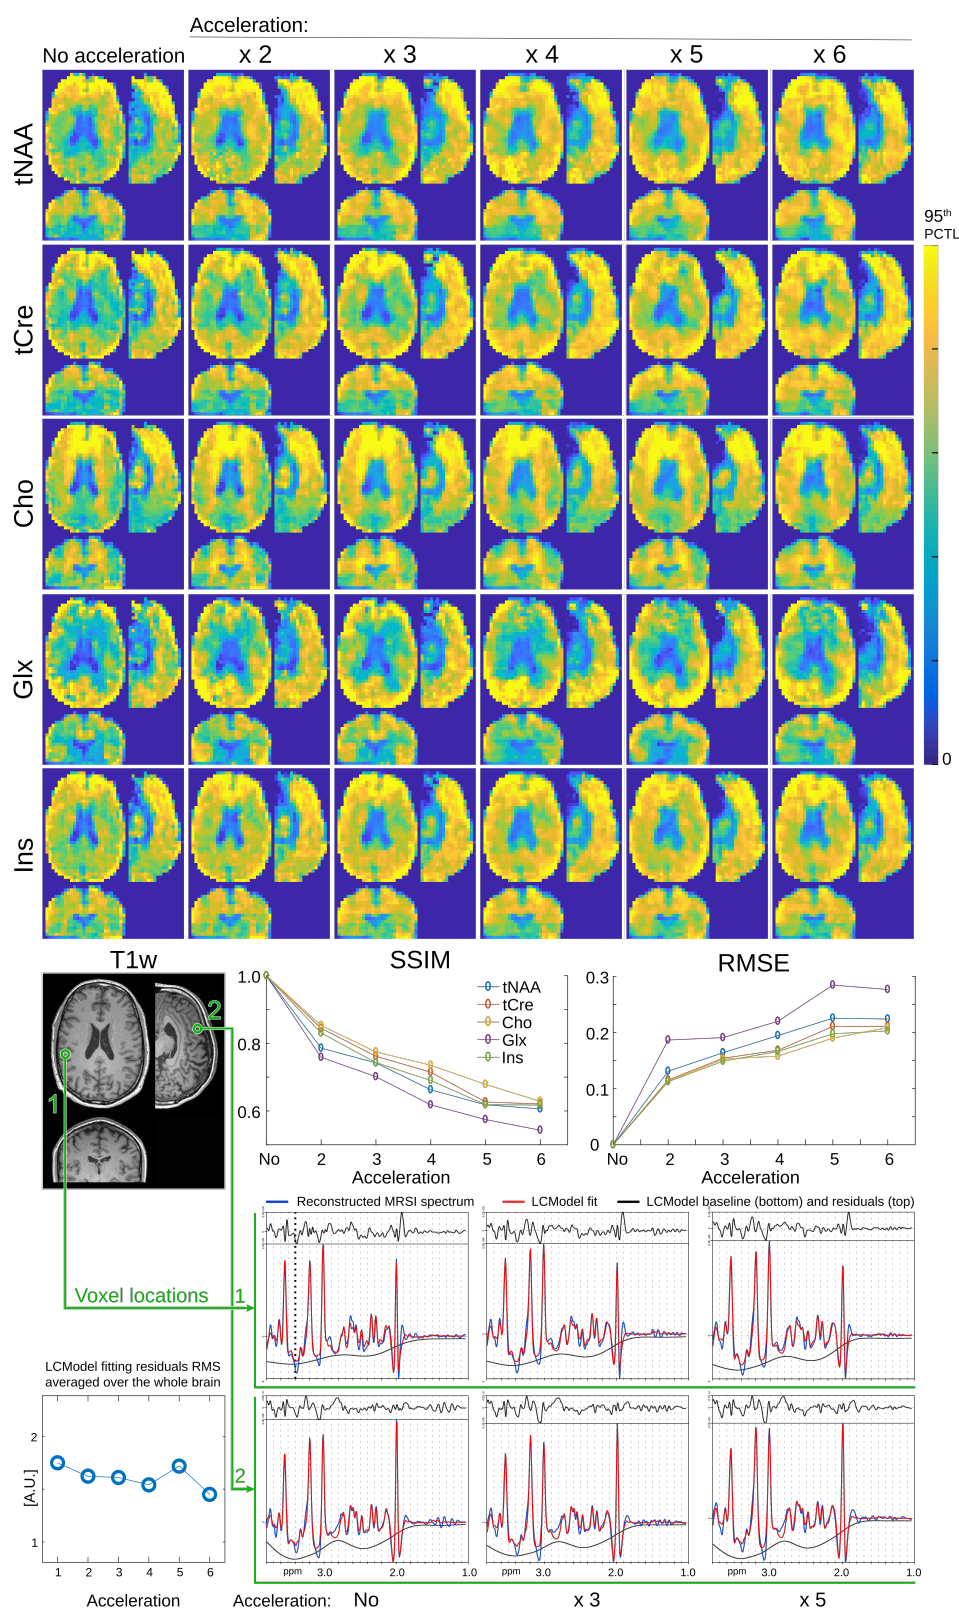 Acceleration:
No acceleration x 2 x 3 x 4 x 5 x 6
tNAA
95th
PCTL
tCre
Cho
Glx
0
Ins
T1w SSIM RMSE
1.0
0.8
0.6
tNAA
tCre
Cho
Glx
Ins
No 2 3 4 5 6
Acceleration
0.3
0.2
0.1
0
No 2 3 4 5 6
Acceleration
2
1
Reconstructed MRSI spectrum LCModel fit LCModel baseline (bottom) and residuals (top)
Voxel locations 1
LCModel fitting residuals RMS
averaged over the whole brain
2
1
[A.U.]
1 2 3 4 5 6
Acceleration
2
ppm 3.0 2.0 1.0
ppm 3.0 2.0 1.0
ppm 3.0 2.0 1.0
Acceleration: No x 3 x 5